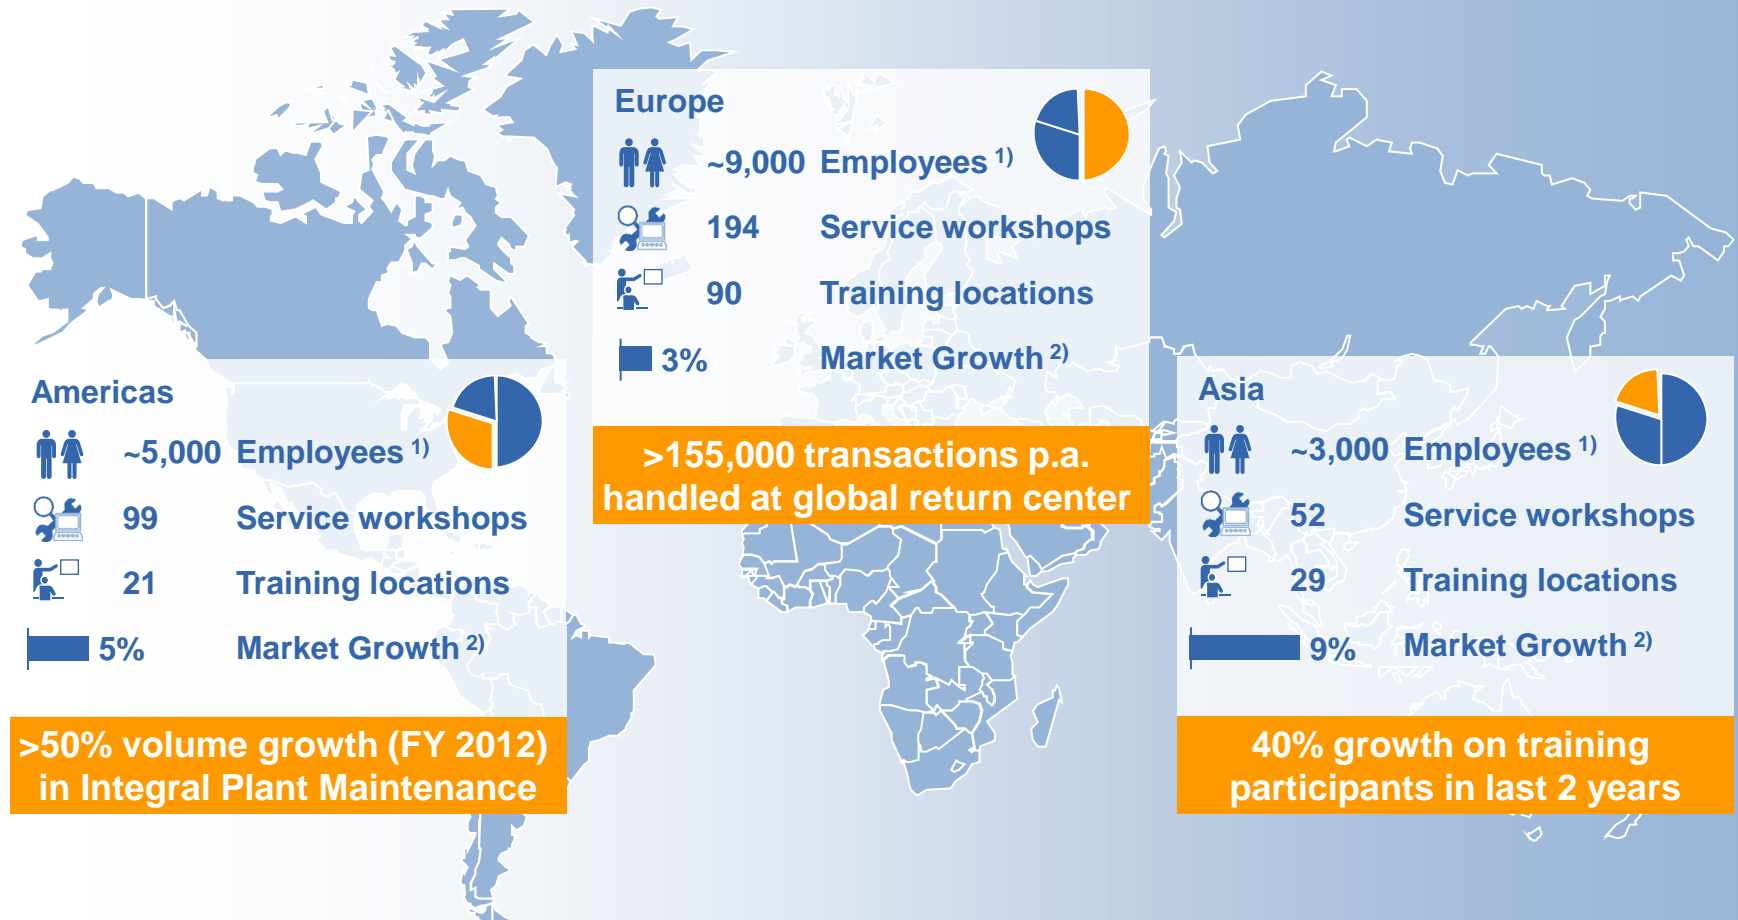 Europe
~9,000 Employees 1)
194 Service workshops
90 Training locations
3% Market Growth 2)
>155,000 transactions p.a.
handled at global return center
Americas
~5,000 Employees 1)
99 Service workshops
21 Training locations
5% Market Growth 2)
>50% volume growth (FY 2012)
in Integral Plant Maintenance
Asia
~3,000 Employees 1)
52 Service workshops
29 Training locations
9% Market Growth 2)
40% growth on training
participants in last 2 years